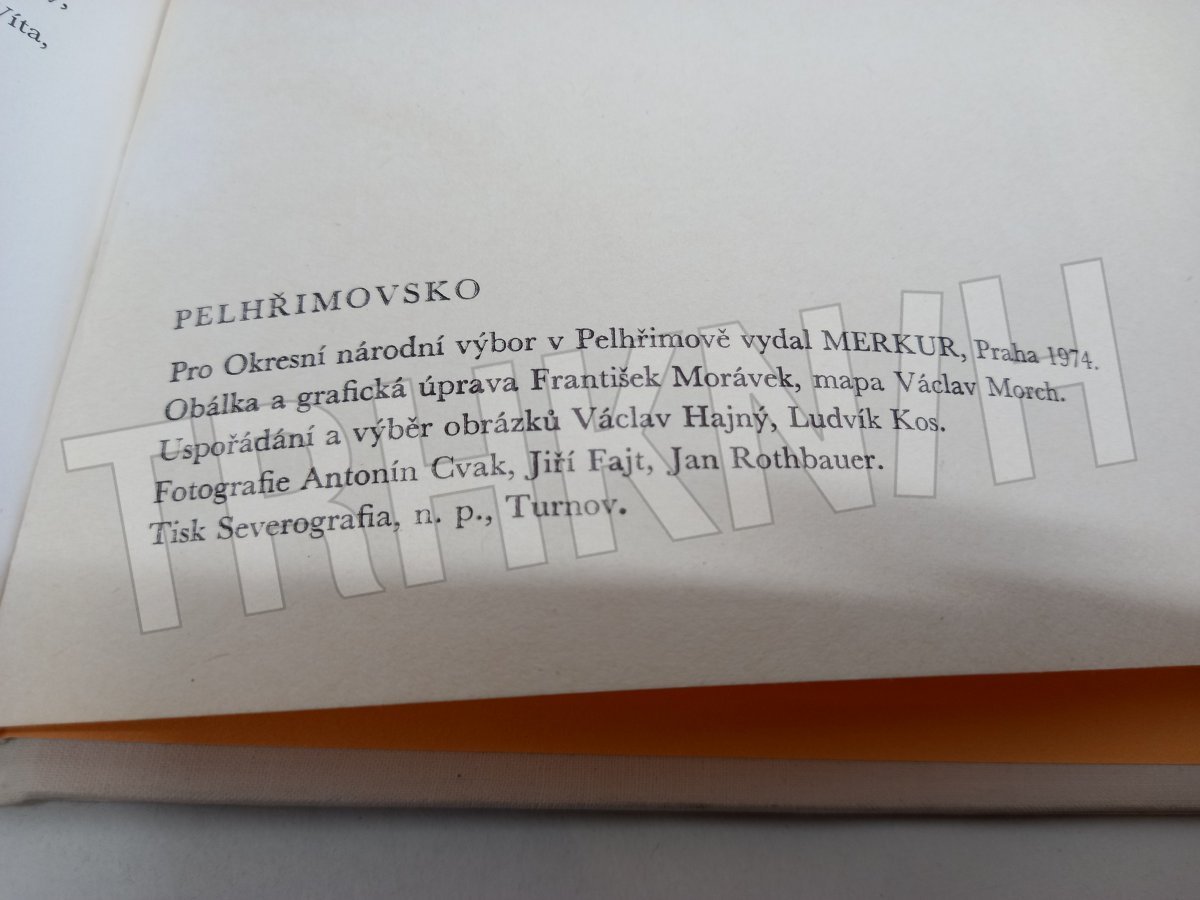 Víta,
PELHŘIMOVSKO
Pro Okresní národní výbor v Pelhřimově vydal MERKUR, Praha 1974.
Obálka a grafická úprava František Morávek, mapa Václav Morch.
Uspořádání a výběr obrázků Václav Hajný, Ludvík Kos.
Fotografie Antonín Cvak, Jiří Fajt, Jan Rothbauer.
Tisk Severografia, n. p., Turnov.
TRHKNIH